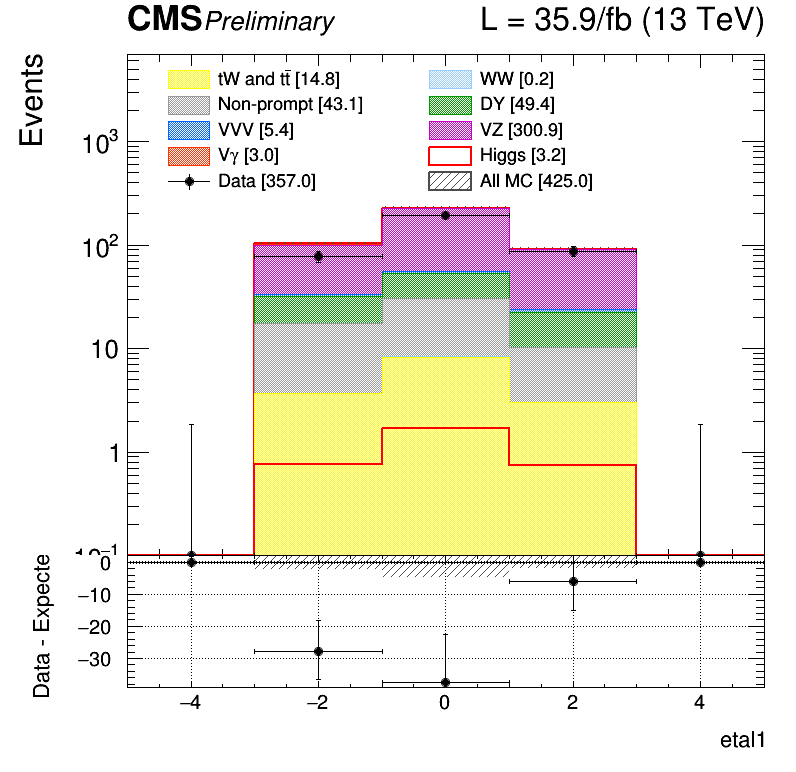 CMS Preliminary L = 35.9/fb (13 TeV)
Events
tW and tt̄ [14.8] WW [0.2]
Non-prompt [43.1] DY [49.4]
VVV [5.4] VZ [300.9]
Vγ [3.0] Higgs [3.2]
Data [357.0] All MC [425.0]
10³
10²
10
1
Data - Expecte
0
−10
−20
−30
−4 −2 0 2 4
etal1